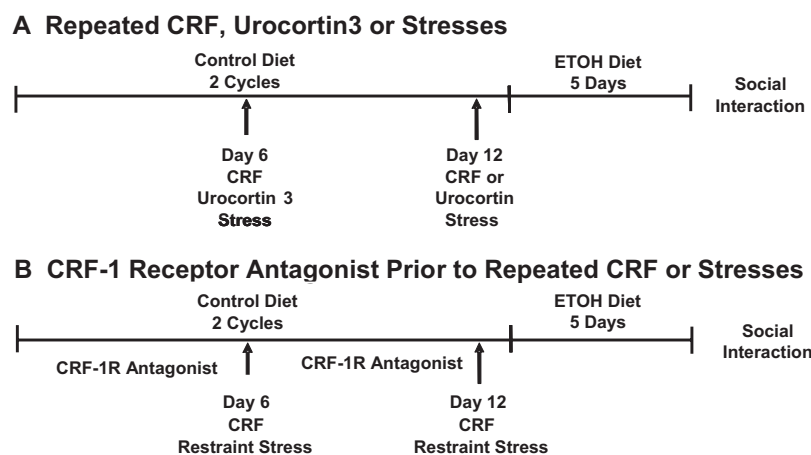 A Repeated CRF, Urocortin3 or Stresses
Control Diet
2 Cycles
ETOH Diet
5 Days
Social
Interaction
Day 6
CRF
Urocortin 3
Stress
Day 12
CRF or
Urocortin
Stress
B CRF-1 Receptor Antagonist Prior to Repeated CRF or Stresses
Control Diet
2 Cycles
ETOH Diet
5 Days
Social
Interaction
CRF-1R Antagonist
CRF-1R Antagonist
Day 6
CRF
Restraint Stress
Day 12
CRF
Restraint Stress